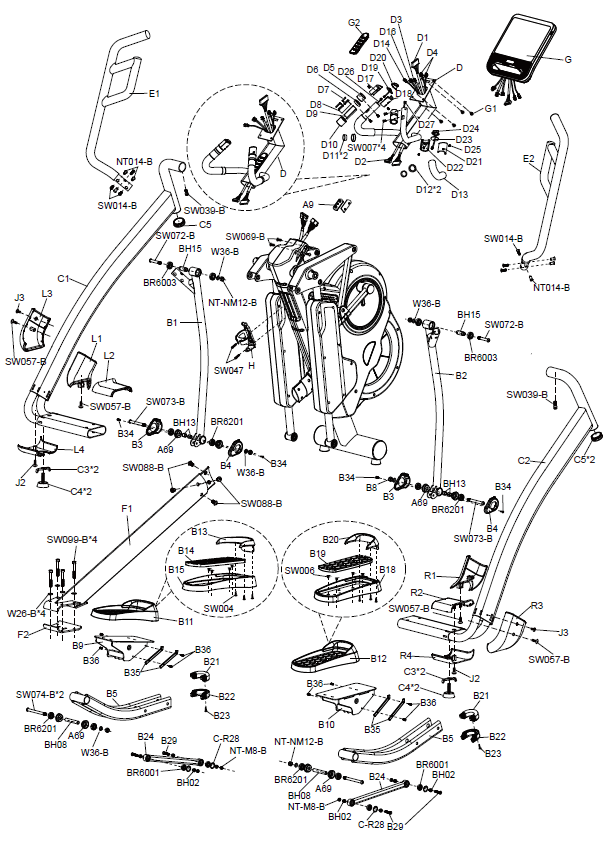 G2
D3
D16
D14
D1
D4
D20
D5
D19
D
D26
D17
D6
D7
D18
D8
D9
G
G1
D27
D24
D10
SW007*4
D23
D25
D11*2
D2
D21
D22
D12*2
D13
E1
D
E2
NT014-B
SW014-B
SW039-B
C5
A9
SW072-B
SW069-B
SW014-B
BH15
W36-B
BR6003
NT014-B
C1
NT-NM12-B
J3
L3
W36-B
BH15
B1
SW072-B
L1
SW057-B
L2
SW047
H
BR6003
B2
SW073-B
SW039-B
SW057-B
BH13
BR6201
B34
B3
A69
L4
B4
W36-B
B34
C2
C5*2
SW088-B
J2
C3*2
B34
BH13
C4*2
B8
B3
A69
BR6201
B34
SW088-B
F1
SW073-B
B4
SW099-B*4
B13
B20
B14
B19
B15
SW006
B18
R1
R2
SW004
SW057-B
R3
W26-B*4
B11
F2
J3
B9
B36
B36
B12
R4
SW057-B
B35
B21
C3*2
J2
B36
C4*2
SW074-B*2
B5
B22
B36
B21
B10
B23
B35
B22
BR6201
A69
B24
B29
C-R28
B5
BH08
W36-B
NT-M8-B
NT-NM12-B
B23
BR6001
BR6201
B24
BR6001
BH02
BH02
BH08
A69
NT-M8-B
BH02
C-R28
B29